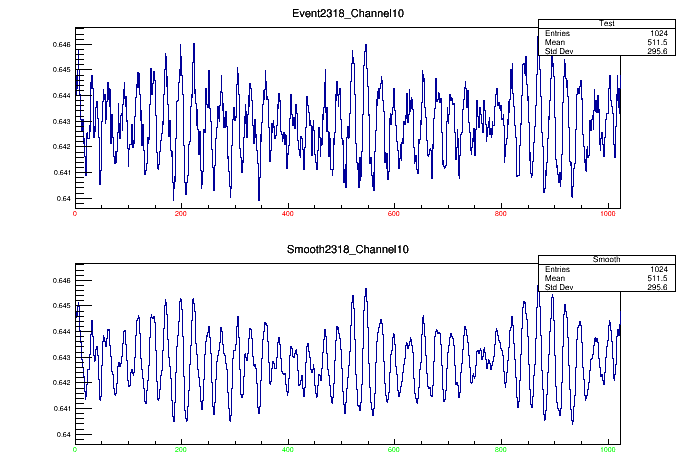 Event2318_Channel10
Test
Entries 1024
Mean 511.5
Std Dev 295.6
0.646
0.645
0.644
0.643
0.642
0.641
0.64
0 200 400 600 800 1000
Smooth2318_Channel10
Smooth
Entries 1024
Mean 511.5
Std Dev 295.6
0.646
0.645
0.644
0.643
0.642
0.641
0.64
0 200 400 600 800 1000